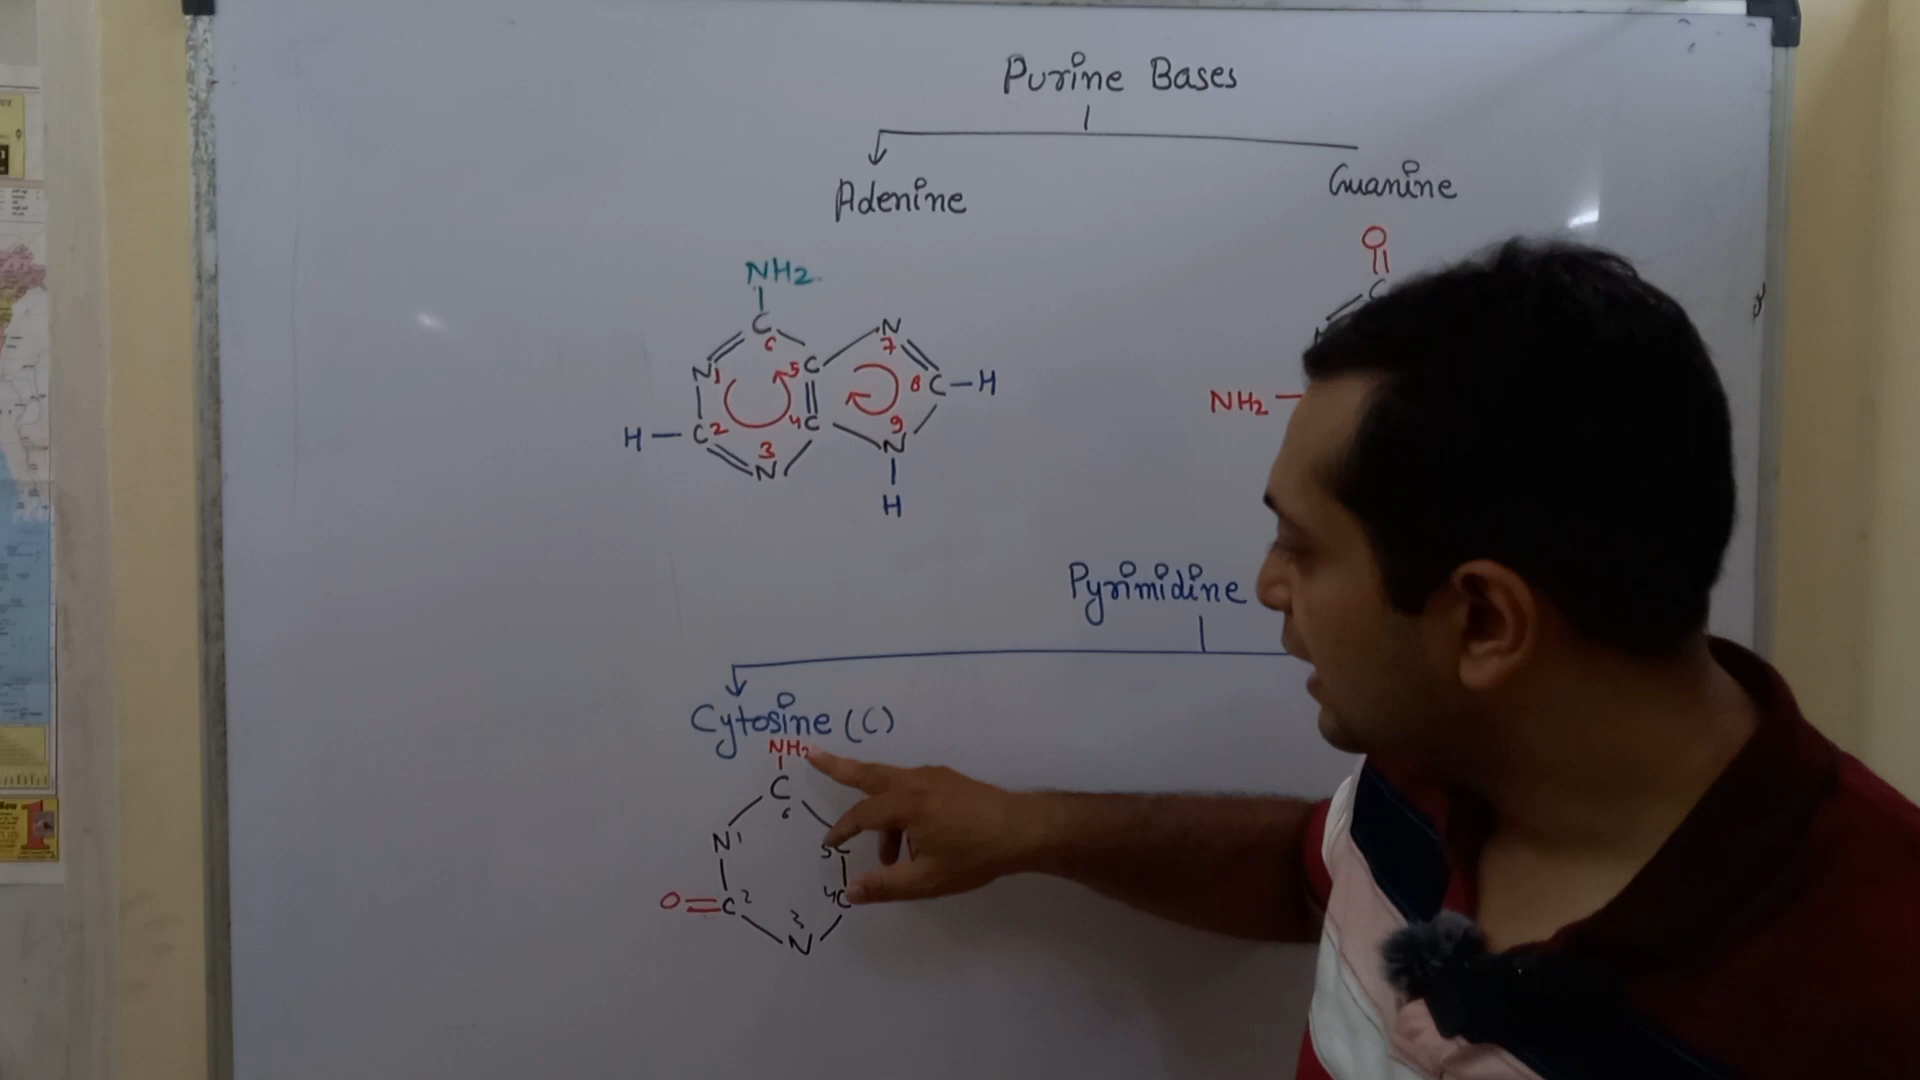 Purine Bases
Adenine
Guanine
O
C
NH2
C
6
N
7
N 1
5 C
8 C
H
H
C 2
4 C
9
N
3
N
H
NH2
Pyrimidine
Cytosine (C)
NH2
C
6
N 1
5 C
O
C 2
4 C
3
N